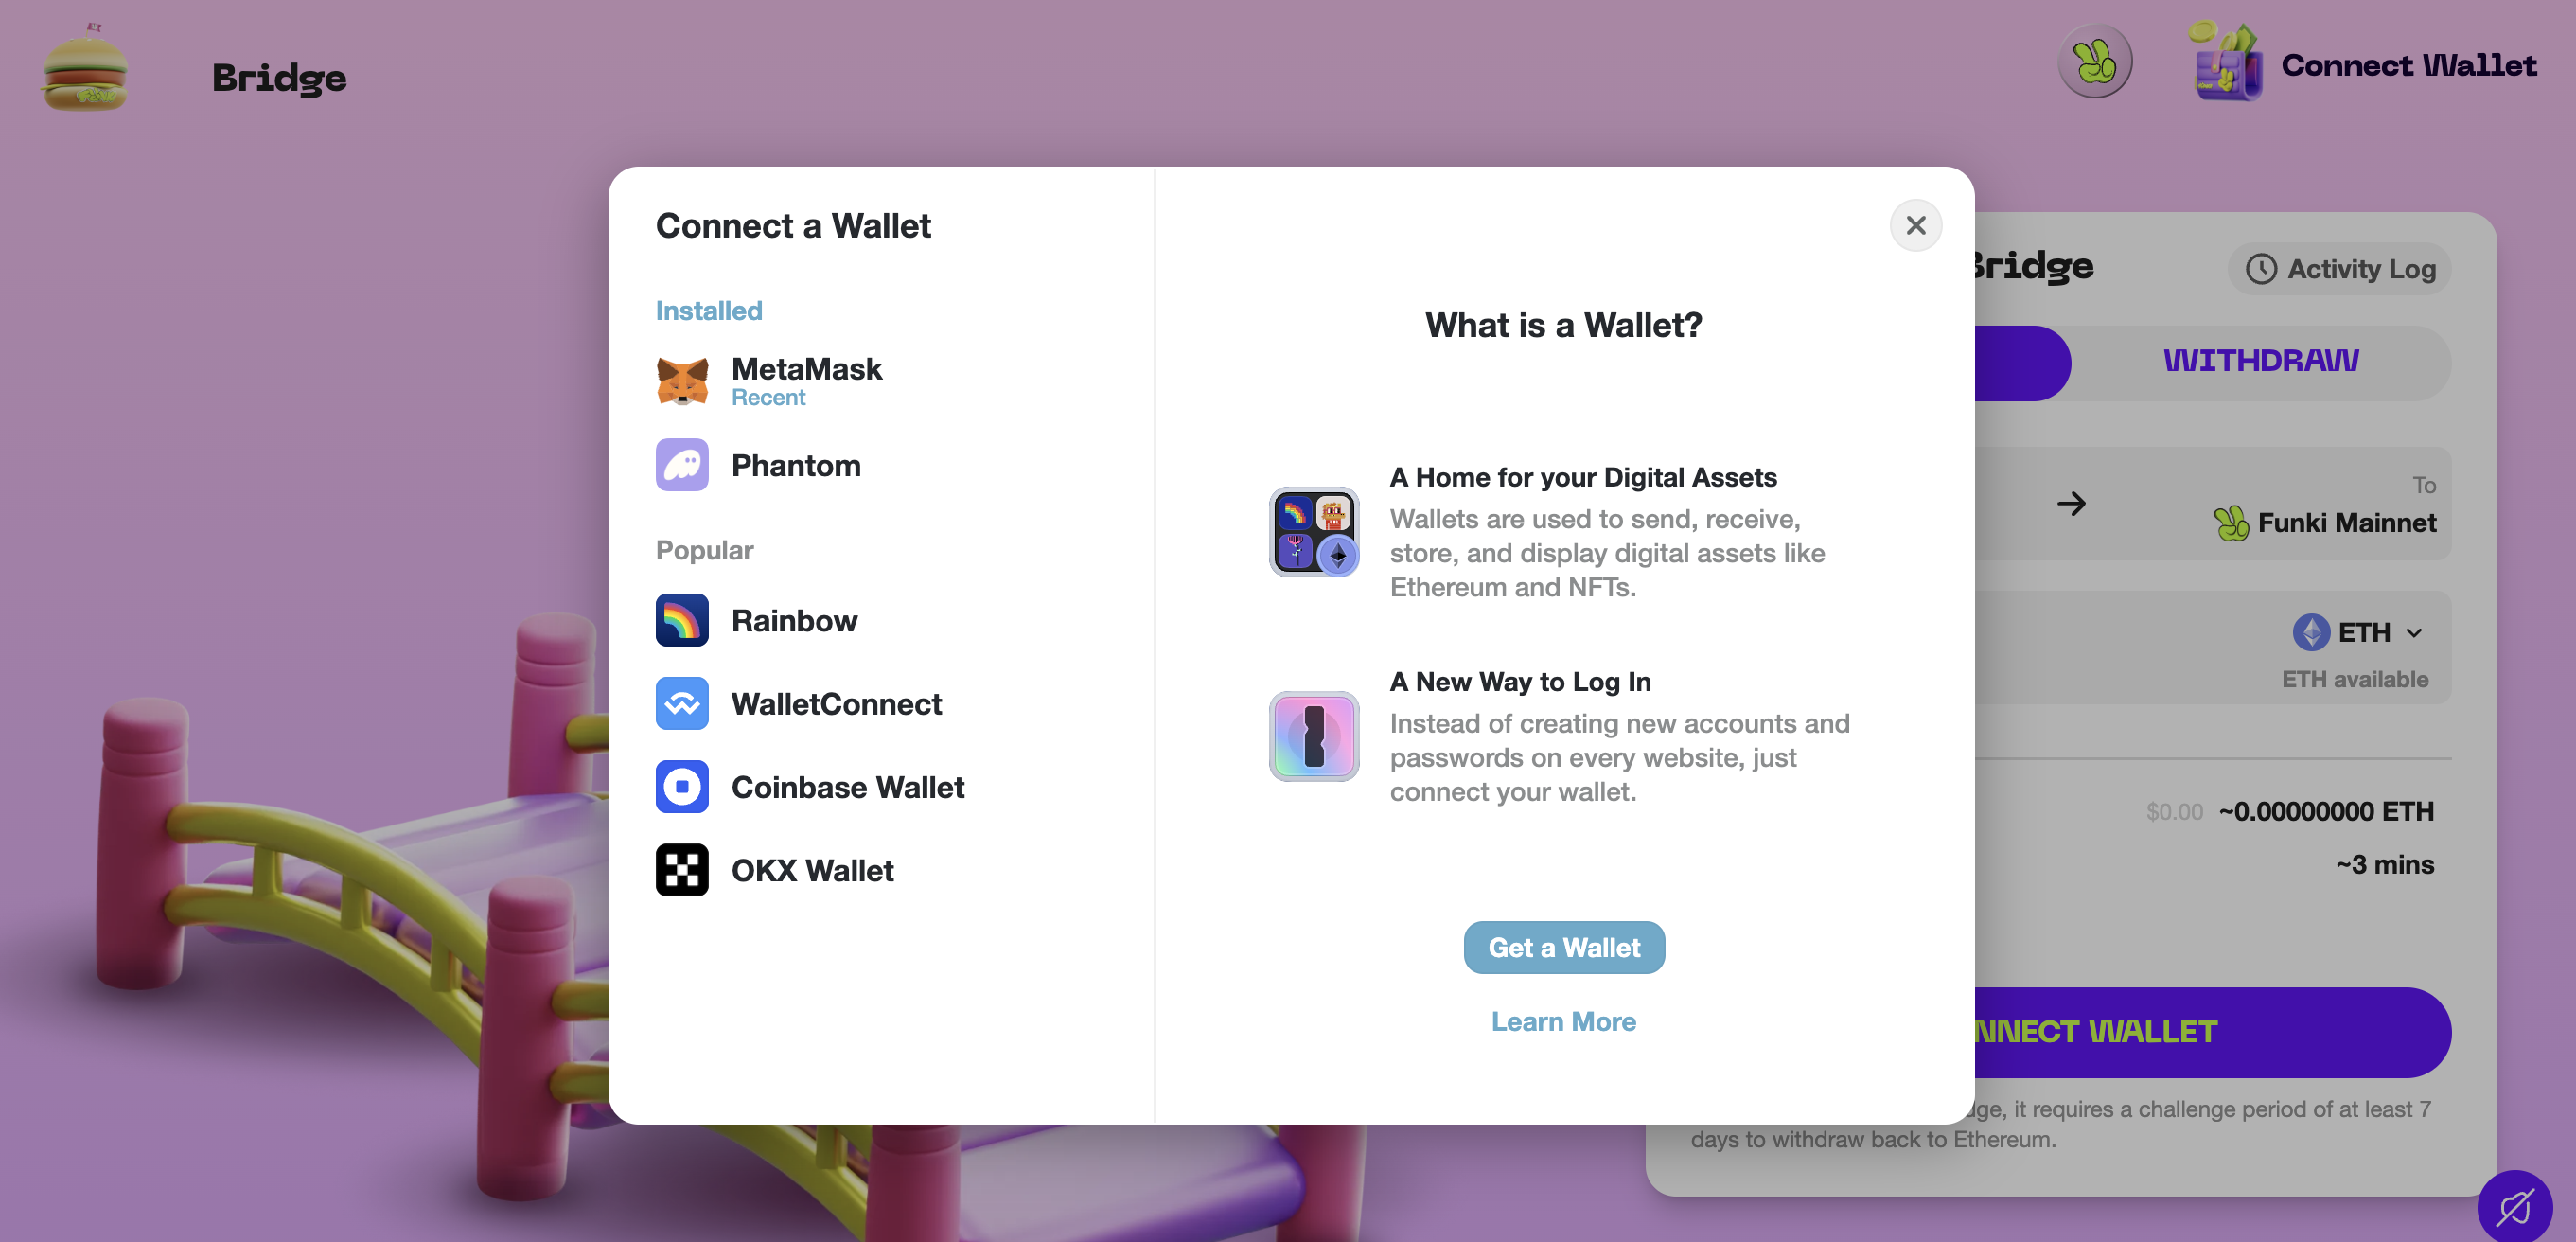 Bridge
Connect Wallet
Connect a Wallet
Installed
MetaMask
Recent
Phantom
Popular
Rainbow
WalletConnect
Coinbase Wallet
OKX Wallet
What is a Wallet?
A Home for your Digital Assets
Wallets are used to send, receive,
store, and display digital assets like
Ethereum and NFTs.
A New Way to Log In
Instead of creating new accounts and
passwords on every website, just
connect your wallet.
Get a Wallet
Learn More
Bridge
Activity Log
WITHDRAW
To
Funki Mainnet
ETH
ETH available
$0.00 ~0.00000000 ETH
~3 mins
NNECT WALLET
dge, it requires a challenge period of at least 7
days to withdraw back to Ethereum.